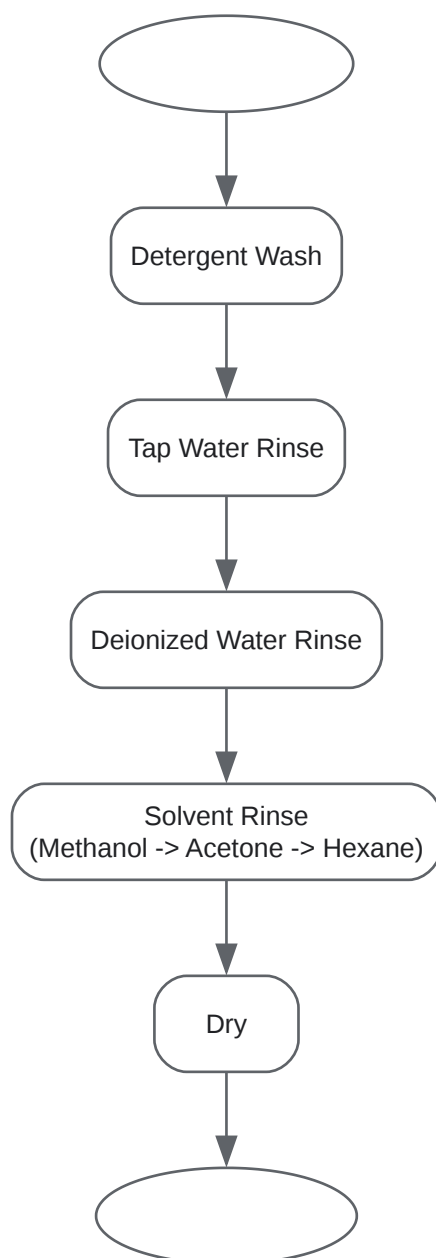 Detergent Wash
Tap Water Rinse
Deionized Water Rinse
Solvent Rinse
(Methanol -> Acetone -> Hexane)
Dry